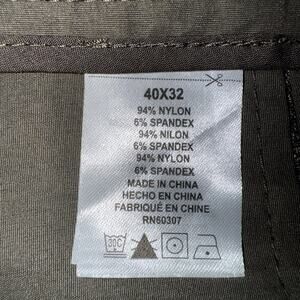 40X32
94% NYLON
6% SPANDEX
94% NILON
6% SPANDEX
94% NYLON
6% SPANDEX
MADE IN CHINA
HECHO EN CHINA
FABRIQUÉ EN CHINE
RN60307
30C